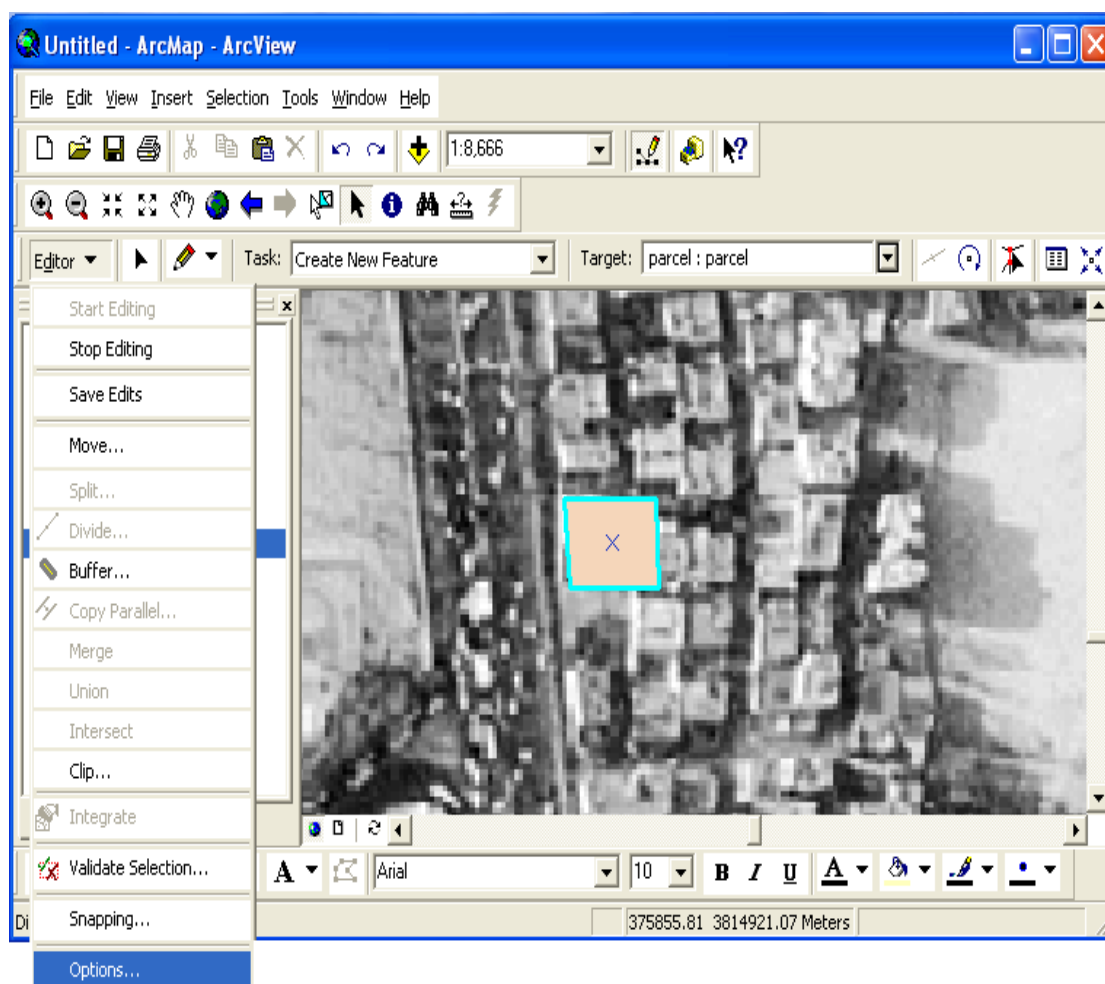 Untitled - ArcMap - ArcView
File Edit View Insert Selection Tools Window Help
1:8,666
Editor Task: Create New Feature Target: parcel : parcel
Start Editing
Stop Editing
Save Edits
Move...
Split...
Divide...
Buffer...
Copy Parallel...
Merge
Union
Intersect
Clip...
Integrate
Validate Selection...
A Arial 10 B I U A
Snapping...
Di 375855.81 3814921.07 Meters
Options...